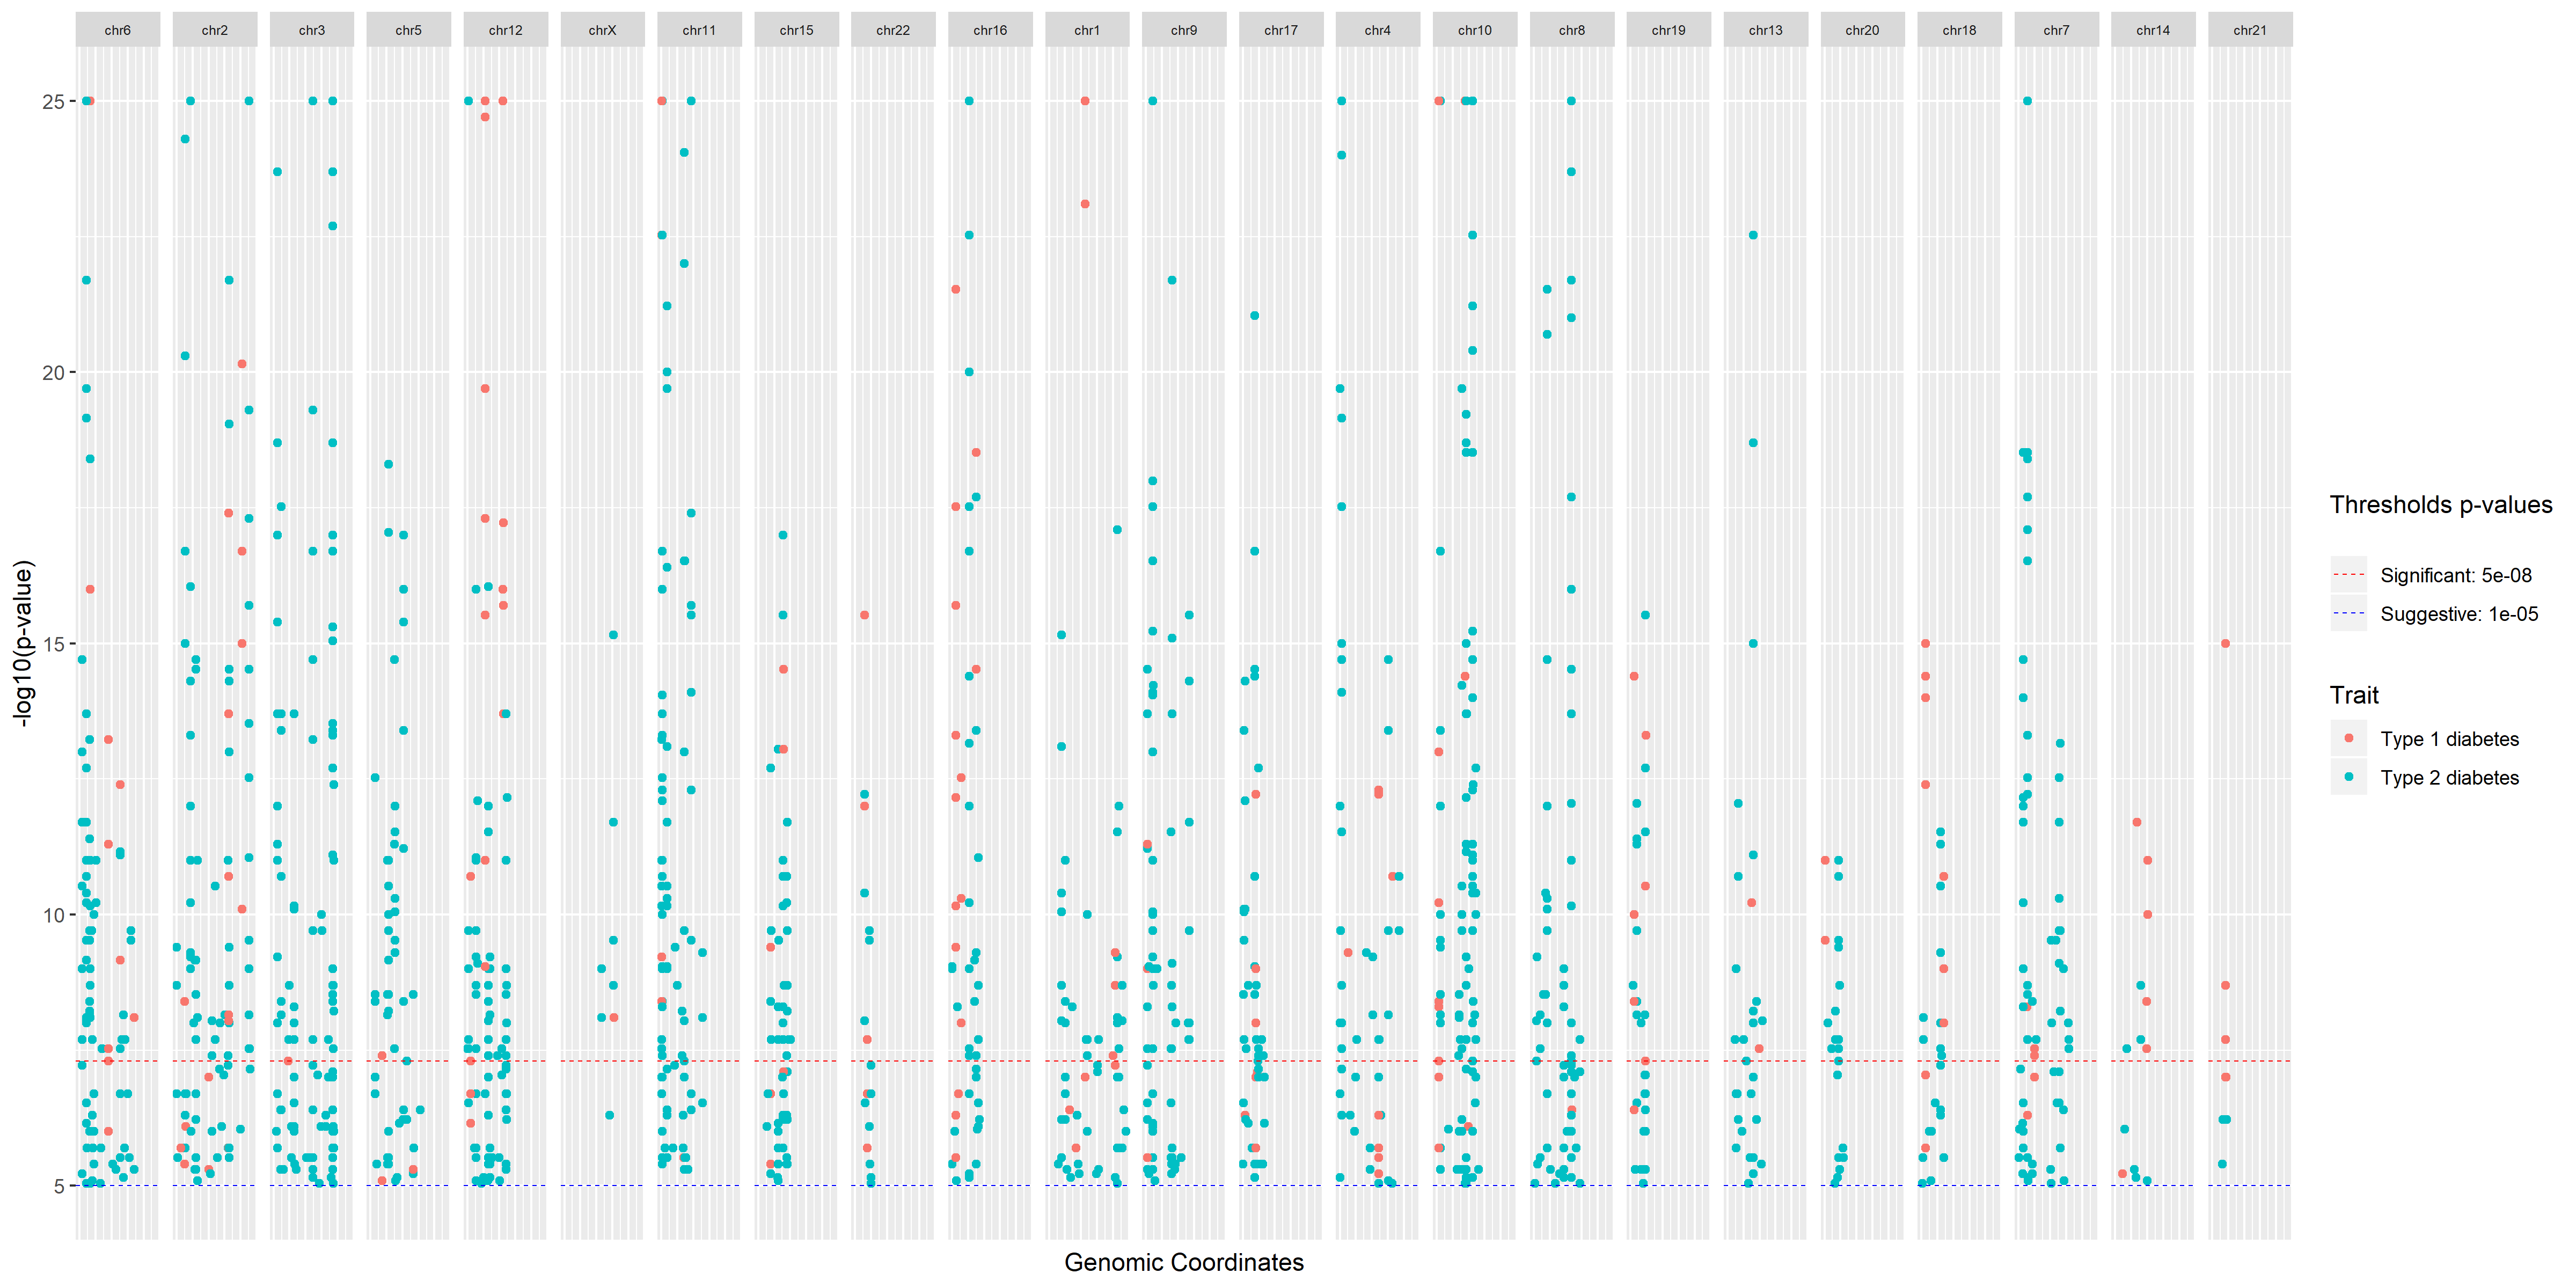 chr6 chr2 chr3 chr5 chr12 chrX chr11 chr15 chr22 chr16 chr1 chr9 chr17 chr4 chr10 chr8 chr19 chr13 chr20 chr18 chr7 chr14 chr21
25
20
15
10
5
-log10(p-value)
Genomic Coordinates
Thresholds p-values
Significant: 5e-08
Suggestive: 1e-05
Trait
Type 1 diabetes
Type 2 diabetes